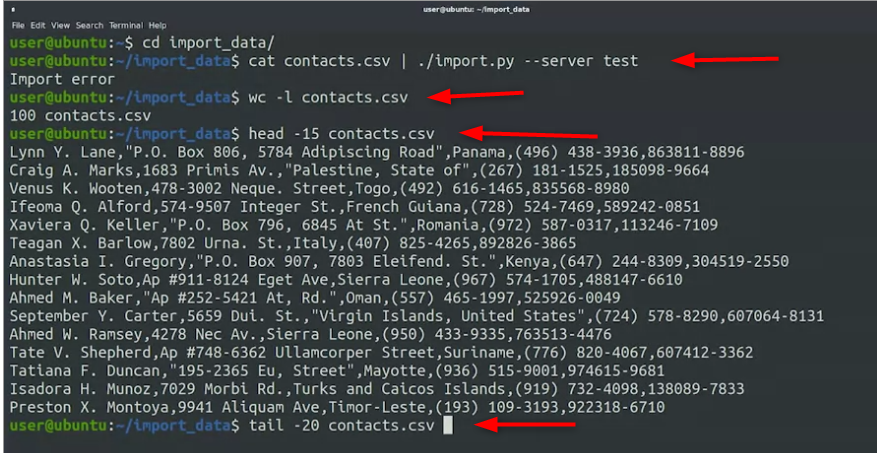 user@ubuntu: ~/import_data
File Edit View Search Terminal Help
user@ubuntu:~$ cd import_data/
user@ubuntu:~/import_data$ cat contacts.csv | ./import.py --server test
Import error
user@ubuntu:~/import_data$ wc -l contacts.csv
100 contacts.csv
user@ubuntu:~/import_data$ head -15 contacts.csv
Lynn Y. Lane,"P.O. Box 806, 5784 Adipiscing Road",Panama,(496) 438-3936,863811-8896
Craig A. Marks,1683 Primis Av.,"Palestine, State of",(267) 181-1525,185098-9664
Venus K. Wooten,478-3002 Neque. Street,Togo,(492) 616-1465,835568-8980
Ifeoma Q. Alford,574-9507 Integer St.,French Guiana,(728) 524-7469,589242-0851
Xaviera Q. Keller,"P.O. Box 796, 6845 At St.",Romania,(972) 587-0317,113246-7109
Teagan X. Barlow,7802 Urna. St.,Italy,(407) 825-4265,892826-3865
Anastasia I. Gregory,"P.O. Box 907, 7803 Eleifend. St.",Kenya,(647) 244-8309,304519-2550
Hunter W. Soto,Ap #911-8124 Eget Ave,Sierra Leone,(967) 574-1705,488147-6610
Ahmed M. Baker,"Ap #252-5421 At, Rd.",Oman,(557) 465-1997,525926-0049
September Y. Carter,5659 Dui. St.,"Virgin Islands, United States",(724) 578-8290,607064-8131
Ahmed W. Ramsey,4278 Nec Av.,Sierra Leone,(950) 433-9335,763513-4476
Tate V. Shepherd,Ap #748-6362 Ullamcorper Street,Suriname,(776) 820-4067,607412-3362
Tatiana F. Duncan,"195-2365 Eu, Street",Mayotte,(936) 515-9001,974615-9681
Isadora H. Munoz,7029 Morbi Rd.,Turks and Caicos Islands,(919) 732-4098,138089-7833
Preston X. Montoya,9941 Aliquam Ave,Timor-Leste,(193) 109-3193,922318-6710
user@ubuntu:~/import_data$ tail -20 contacts.csv